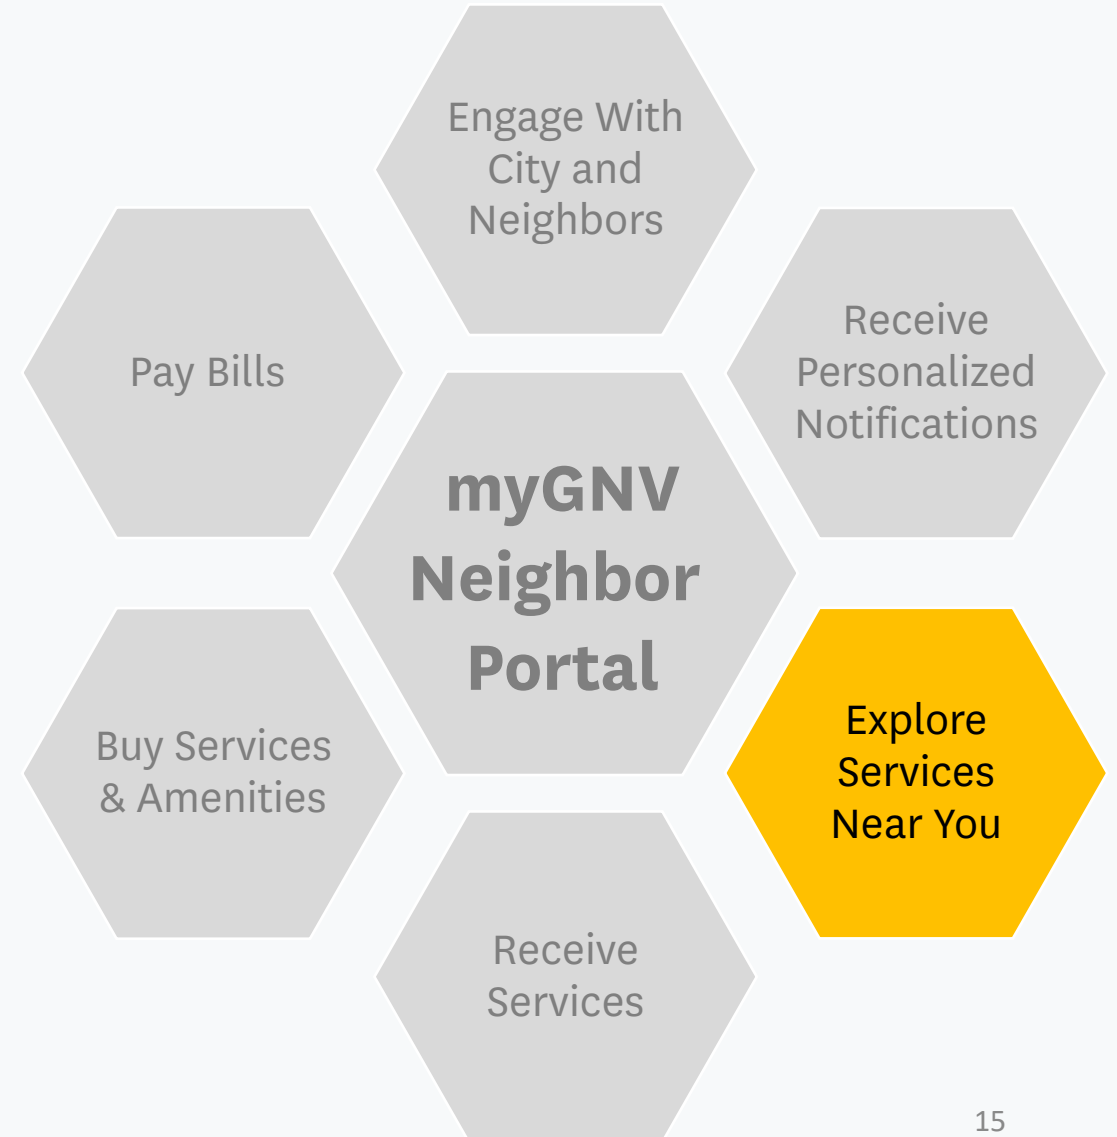 Engage With
City and
Neighbors
Pay Bills
Receive
Personalized
Notifications
myGNV
Neighbor
Portal
Buy Services
& Amenities
Explore
Services
Near You
Receive
Services
15